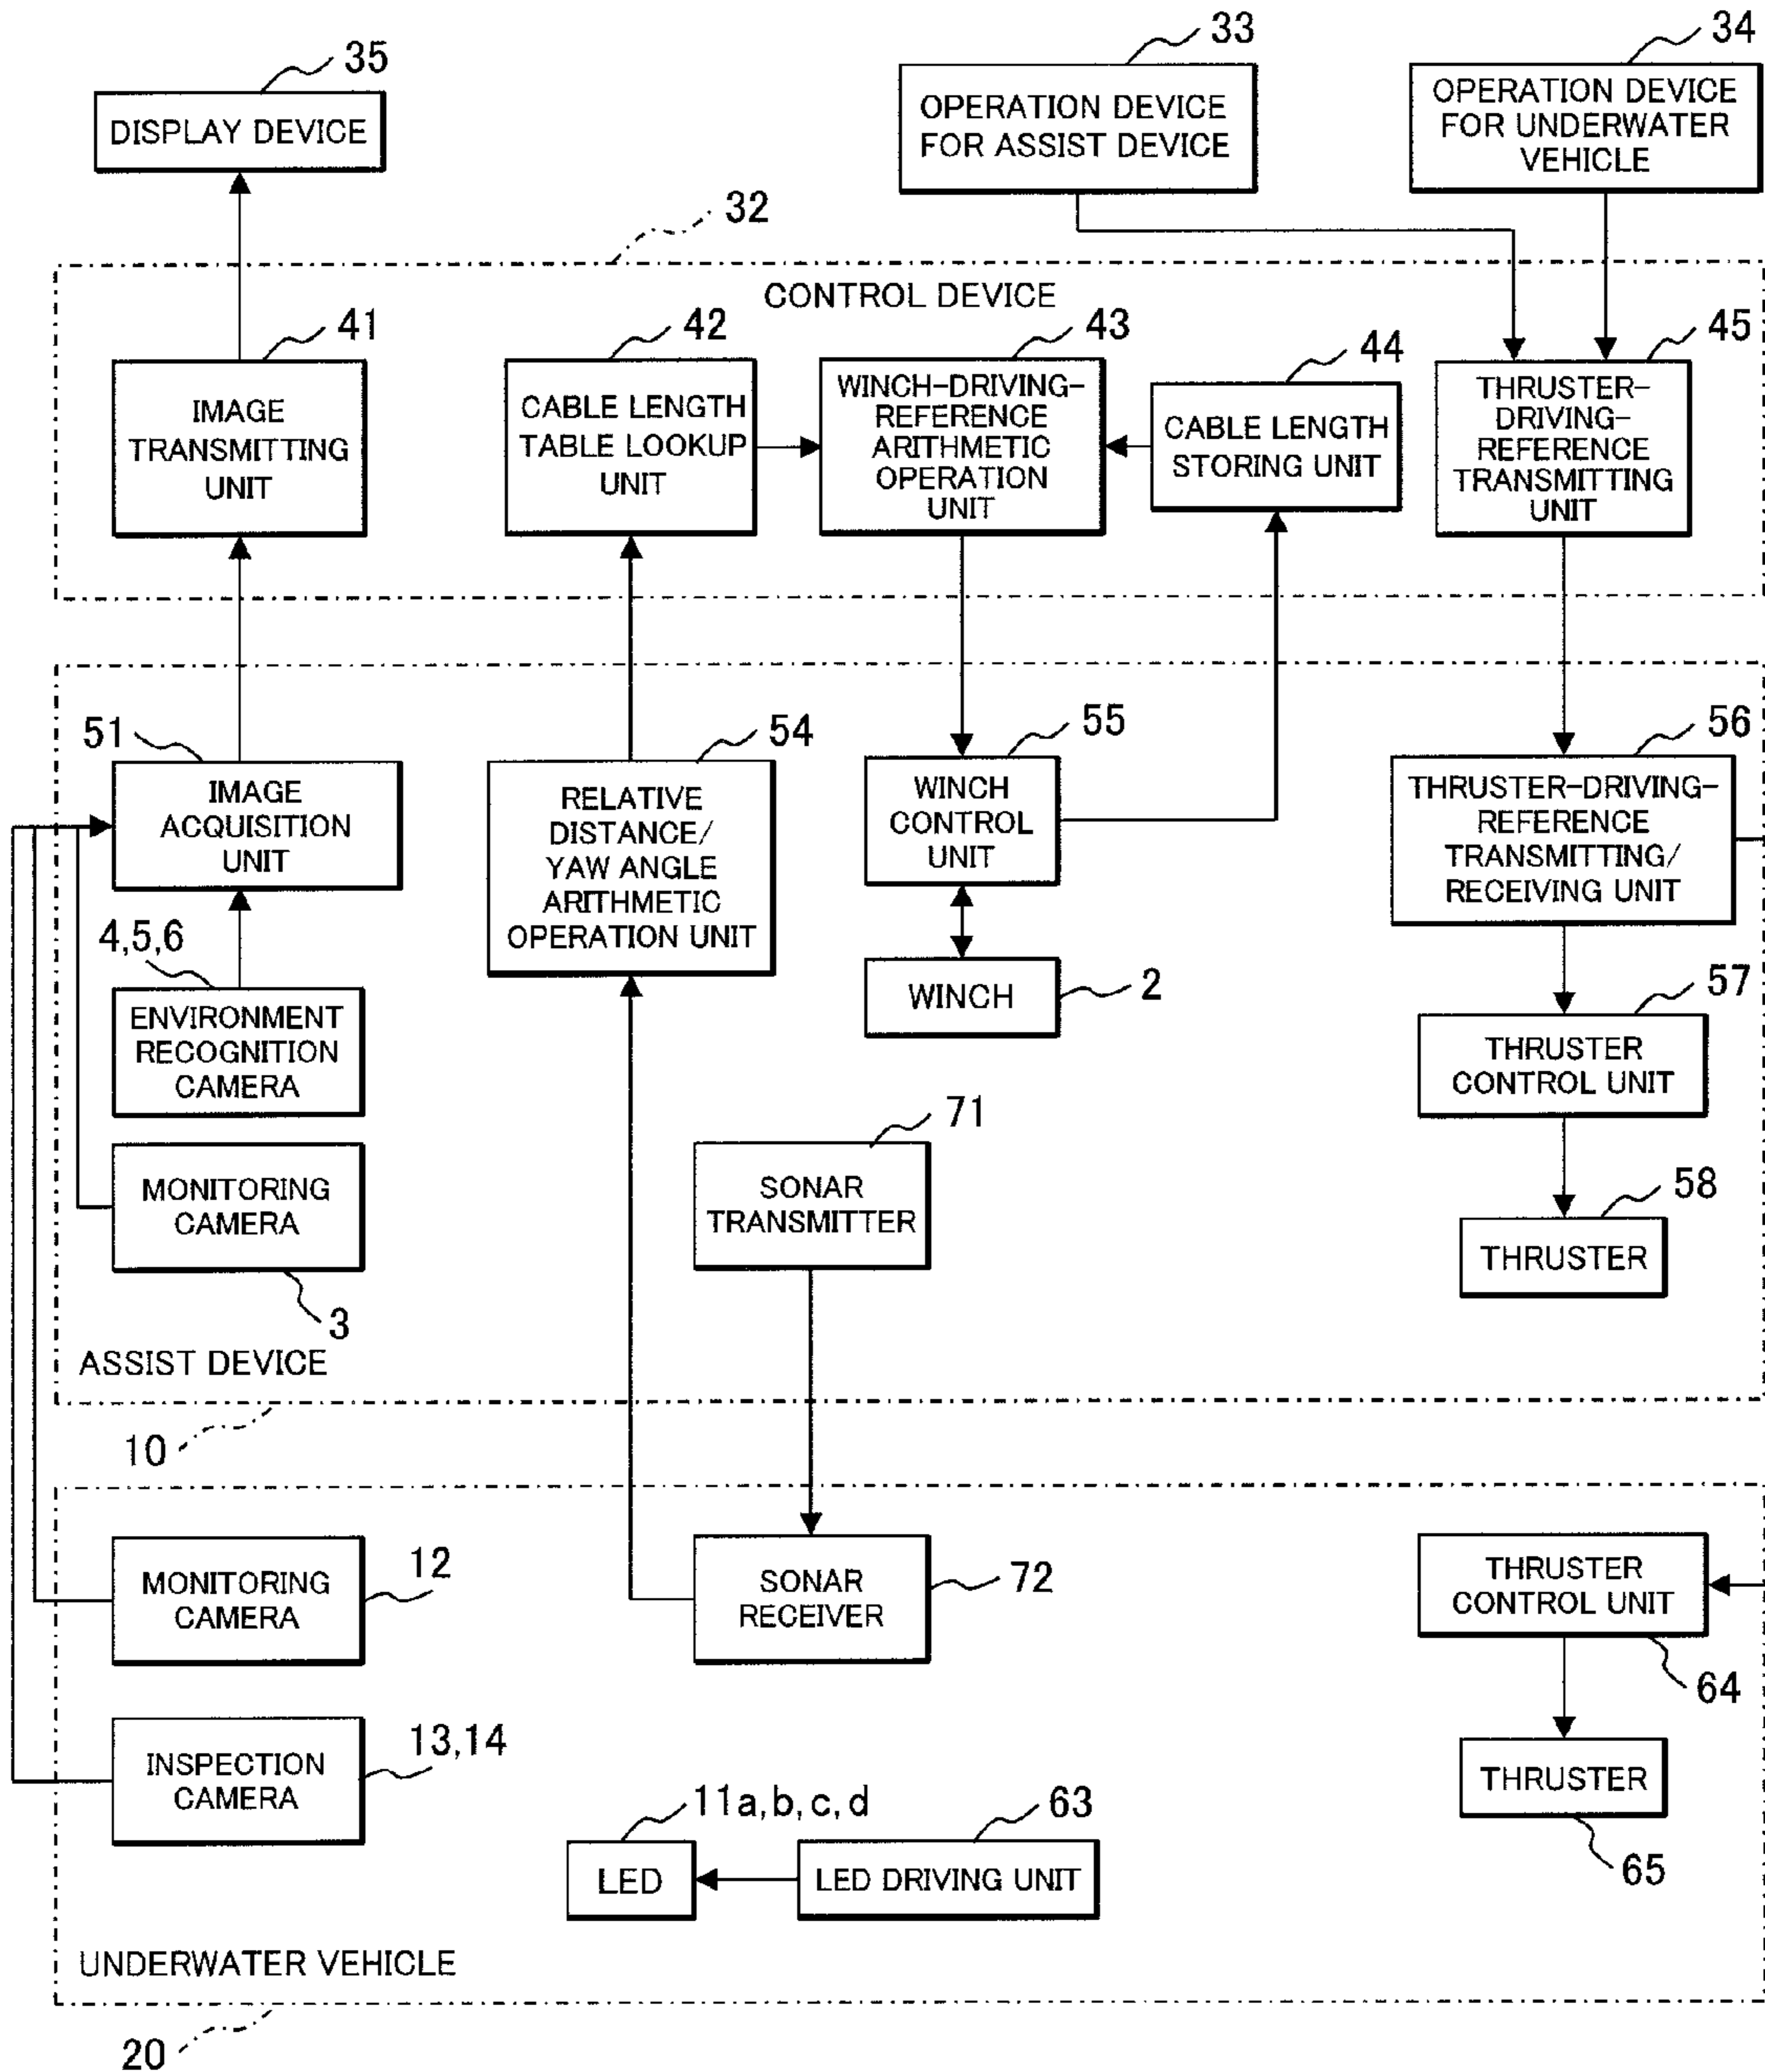 35
DISPLAY DEVICE
33
OPERATION DEVICE
FOR ASSIST DEVICE
34
OPERATION DEVICE
FOR UNDERWATER
VEHICLE
32
CONTROL DEVICE
41
IMAGE
TRANSMITTING
UNIT
42
CABLE LENGTH
TABLE LOOKUP
UNIT
43
WINCH-DRIVING-
REFERENCE
ARITHMETIC
OPERATION
UNIT
44
CABLE LENGTH
STORING UNIT
45
THRUSTER-
DRIVING-
REFERENCE
TRANSMITTING
UNIT
51
IMAGE
ACQUISITION
UNIT
54
RELATIVE
DISTANCE/
YAW ANGLE
ARITHMETIC
OPERATION UNIT
55
WINCH
CONTROL
UNIT
56
THRUSTER-DRIVING-
REFERENCE
TRANSMITTING/
RECEIVING UNIT
4,5,6
ENVIRONMENT
RECOGNITION
CAMERA
WINCH
2
57
THRUSTER
CONTROL UNIT
MONITORING
CAMERA
3
71
SONAR
TRANSMITTER
58
THRUSTER
ASSIST DEVICE
10
MONITORING
CAMERA
12
SONAR
RECEIVER
72
THRUSTER
CONTROL UNIT
64
INSPECTION
CAMERA
13,14
THRUSTER
65
11a,b,c,d
LED
63
LED DRIVING UNIT
UNDERWATER VEHICLE
20